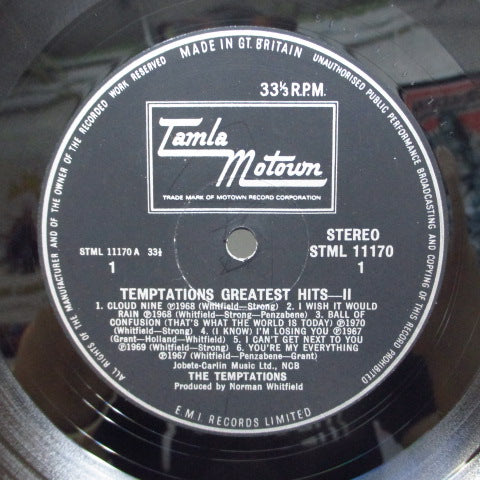 MADE IN GT. BRITAIN
UNAUTHORISED PUBLIC PERFORMANCE BROADCASTING AND COPYING OF THIS RECORD PROHIBITED
ALL RIGHTS OF THE MANUFACTURER AND OF THE OWNER OF THE RECORDED WORK RESERVED
33⅓ R.P.M.
Tamla
Motown
TRADE MARK OF MOTOWN RECORD CORPORATION
STEREO
STML 11170 A 33⅓
STML 11170
1
1
TEMPTATIONS GREATEST HITS—II
1. CLOUD NINE ℗1968 (Whitfield—Strong) 2. I WISH IT WOULD
RAIN ℗1968 (Whitfield—Strong—Penzabene) 3. BALL OF
CONFUSION (THAT'S WHAT THE WORLD IS TODAY) ℗1970
(Whitfield—Strong) 4. (I KNOW) I'M LOSING YOU ℗1967
(Grant—Holland—Whitfield) 5. I CAN'T GET NEXT TO YOU
℗1969 (Whitfield—Strong) 6. YOU'RE MY EVERYTHING
℗1967 (Whitfield—Penzabene—Grant)
Jobete-Carlin Music Ltd., NCB
THE TEMPTATIONS
Produced by Norman Whitfield
EMI RECORDS LIMITED